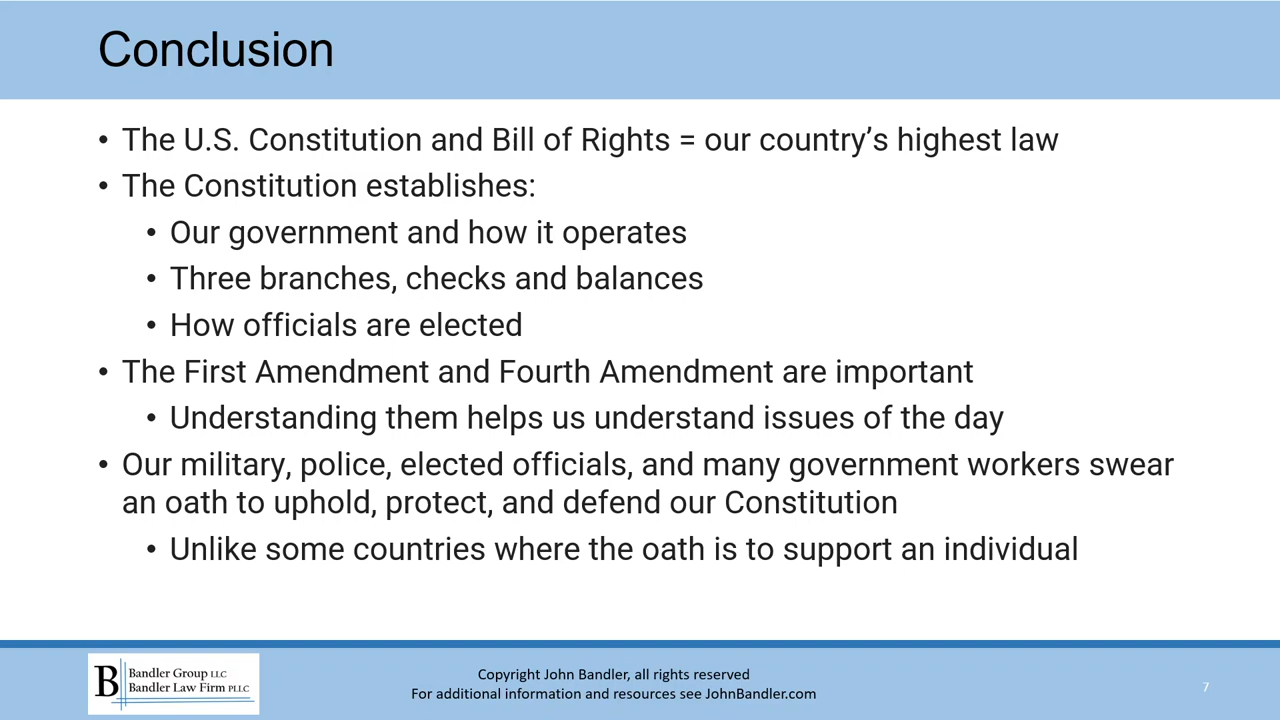 Conclusion
• The U.S. Constitution and Bill of Rights = our country’s highest law
• The Constitution establishes:
• Our government and how it operates
• Three branches, checks and balances
• How officials are elected
• The First Amendment and Fourth Amendment are important
• Understanding them helps us understand issues of the day
• Our military, police, elected officials, and many government workers swear
an oath to uphold, protect, and defend our Constitution
• Unlike some countries where the oath is to support an individual
B
Bandler Group LLC
Bandler Law Firm PLLC
Copyright John Bandler, all rights reserved
For additional information and resources see JohnBandler.com
7